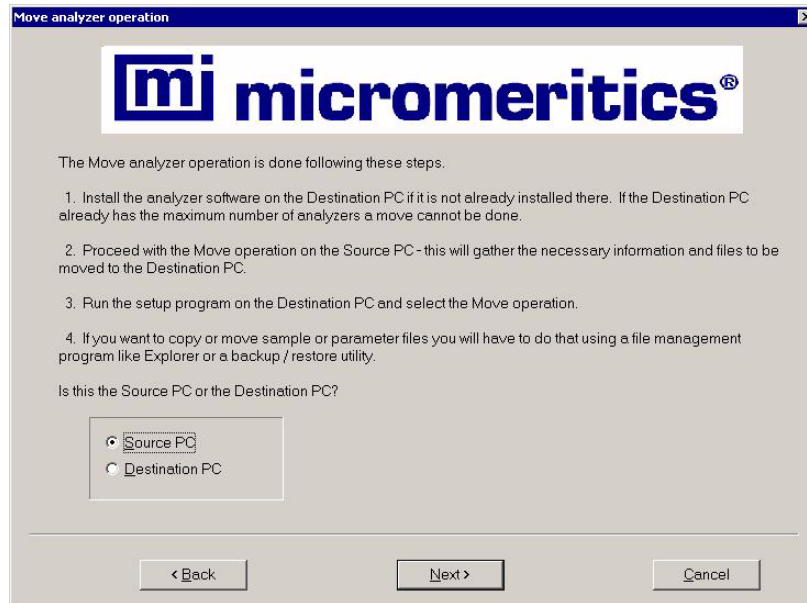 Move analyzer operation
mi micromeritics®
The Move analyzer operation is done following these steps.
1. Install the analyzer software on the Destination PC if it is not already installed there. If the Destination PC
already has the maximum number of analyzers a move cannot be done.
2. Proceed with the Move operation on the Source PC - this will gather the necessary information and files to be
moved to the Destination PC.
3. Run the setup program on the Destination PC and select the Move operation.
4. If you want to copy or move sample or parameter files you will have to do that using a file management
program like Explorer or a backup / restore utility.
Is this the Source PC or the Destination PC?
Source PC
Destination PC
< Back Next > Cancel